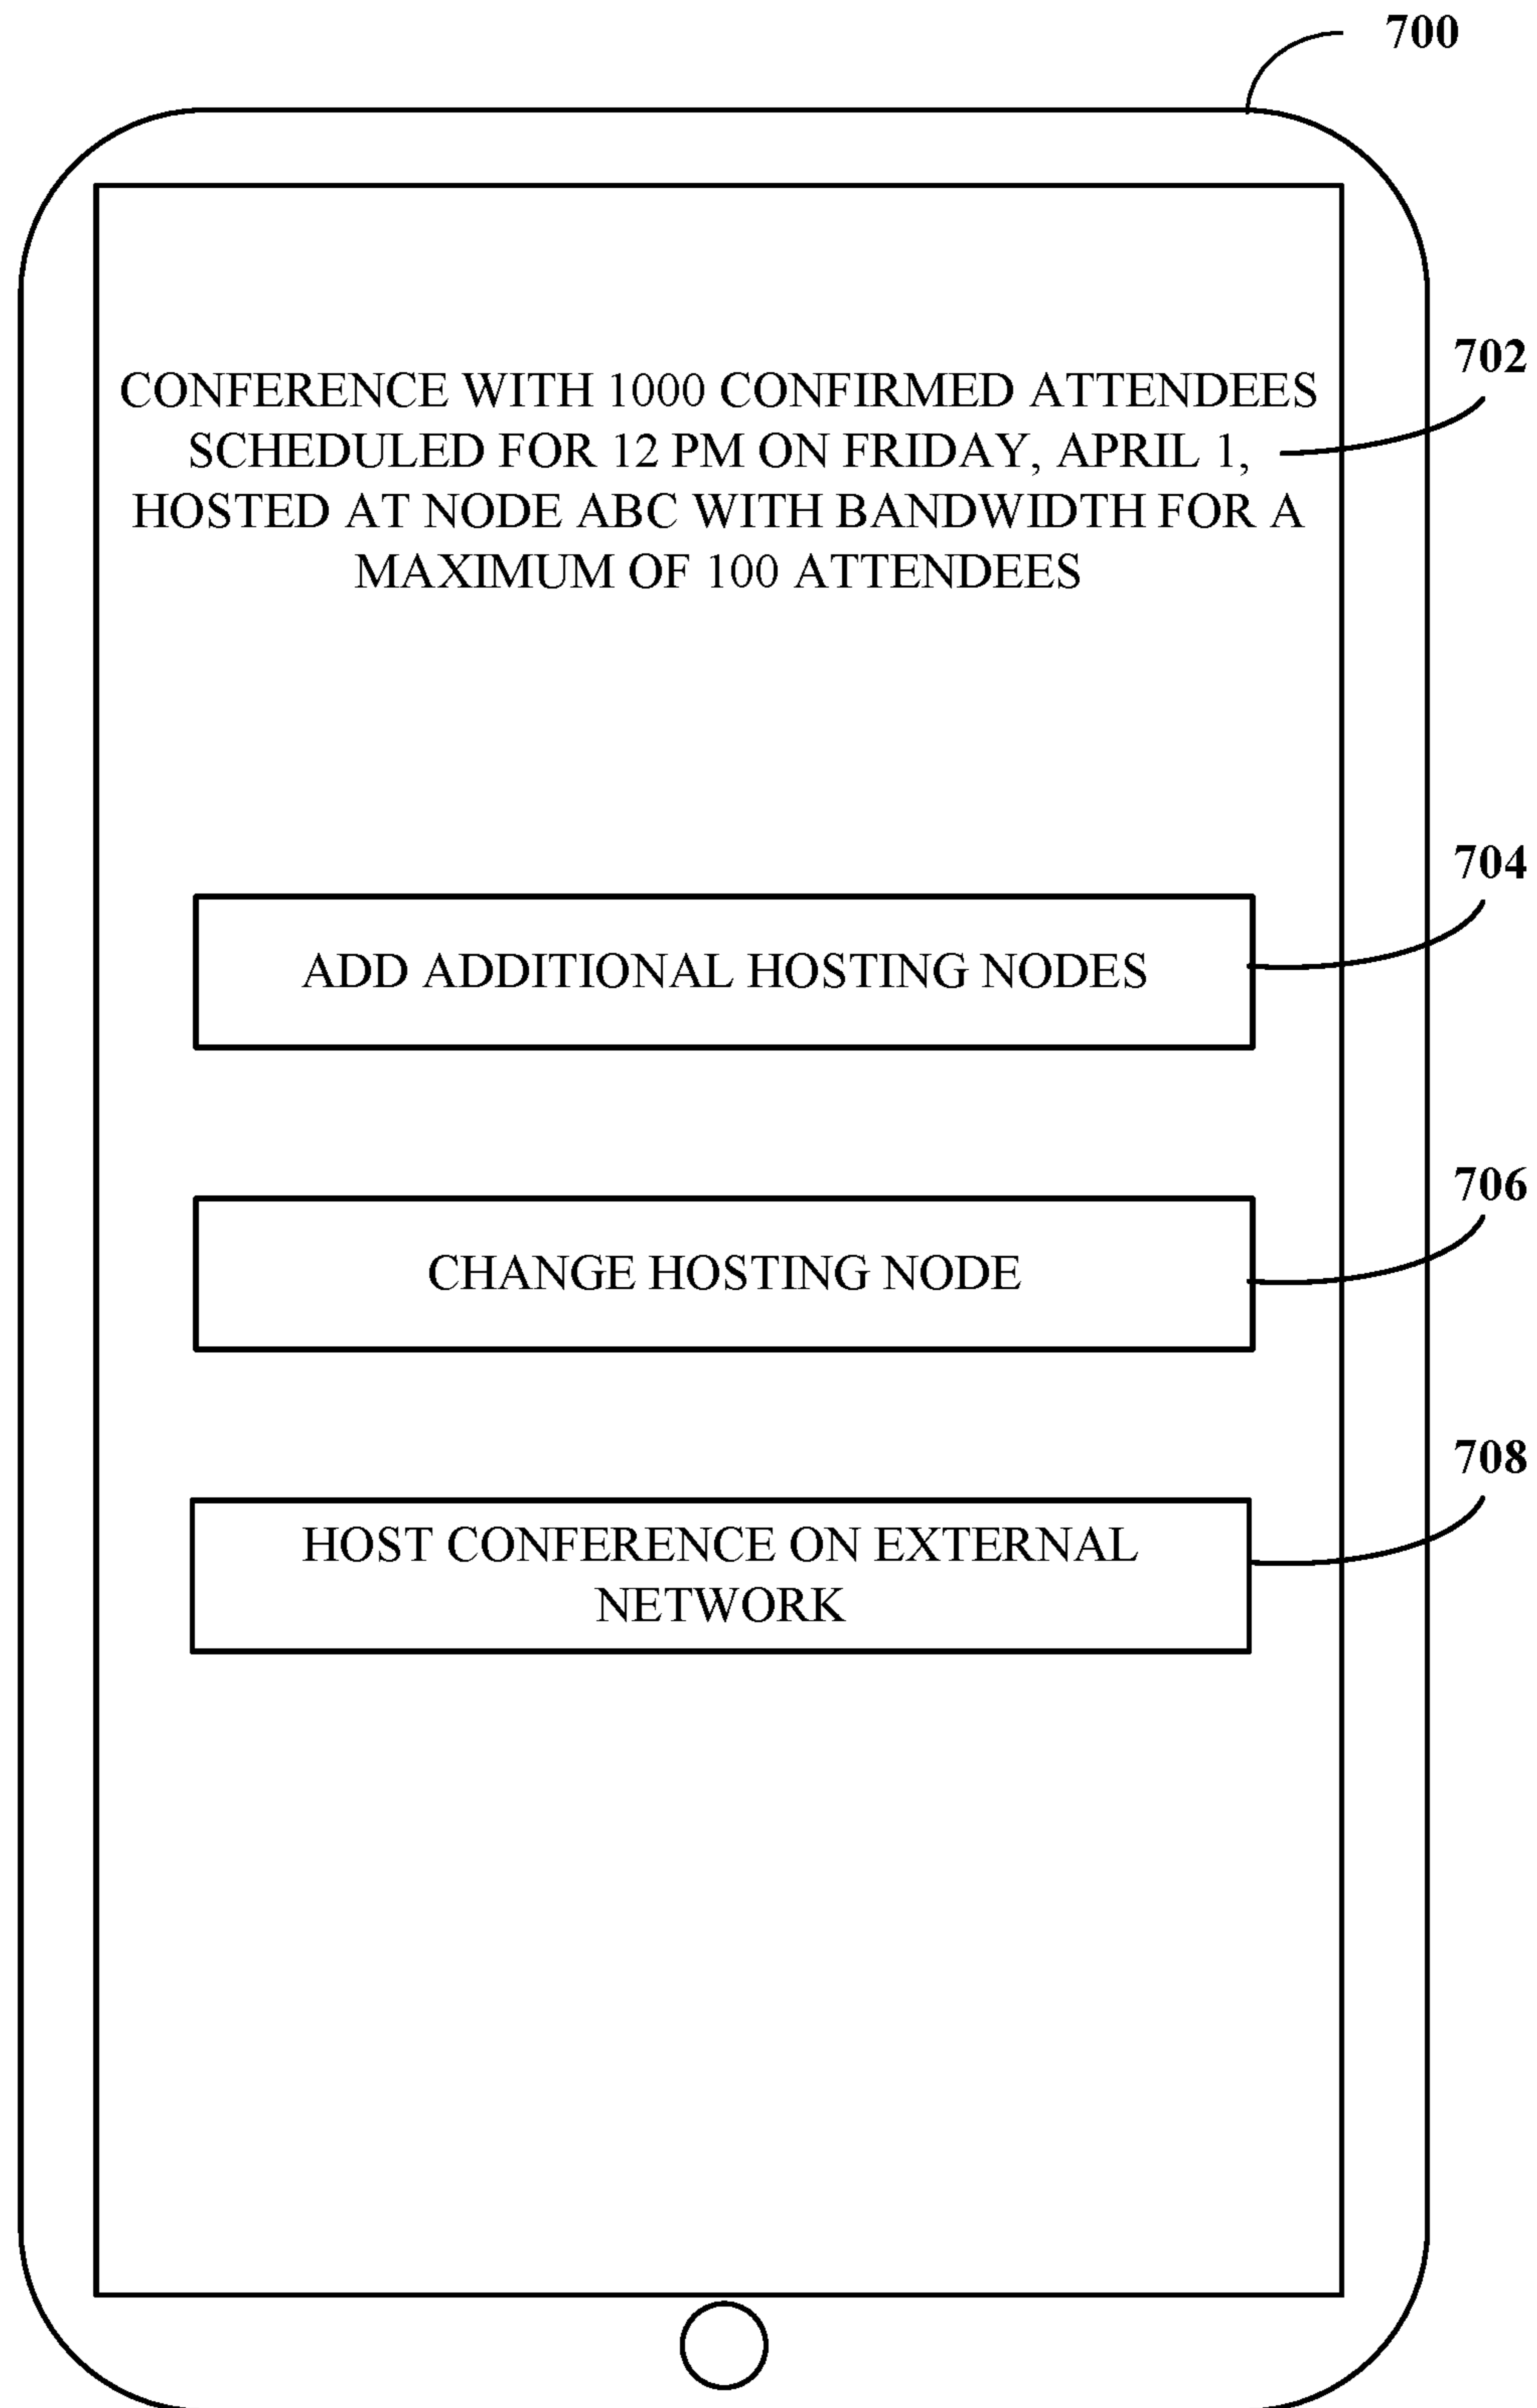 700
702
CONFERENCE WITH 1000 CONFIRMED ATTENDEES
SCHEDULED FOR 12 PM ON FRIDAY, APRIL 1,
HOSTED AT NODE ABC WITH BANDWIDTH FOR A
MAXIMUM OF 100 ATTENDEES
704
ADD ADDITIONAL HOSTING NODES
706
CHANGE HOSTING NODE
708
HOST CONFERENCE ON EXTERNAL
NETWORK